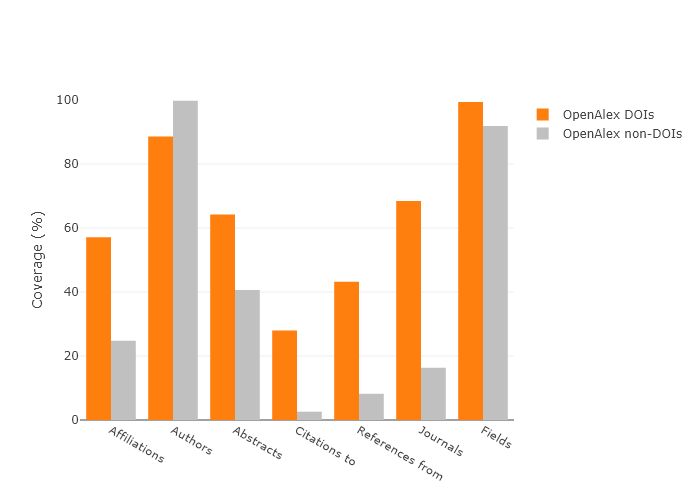 100
80
60
40
20
0
Coverage (%)
Affiliations
Authors
Abstracts
Citations to
References from
Journals
Fields
OpenAlex DOIs
OpenAlex non-DOIs